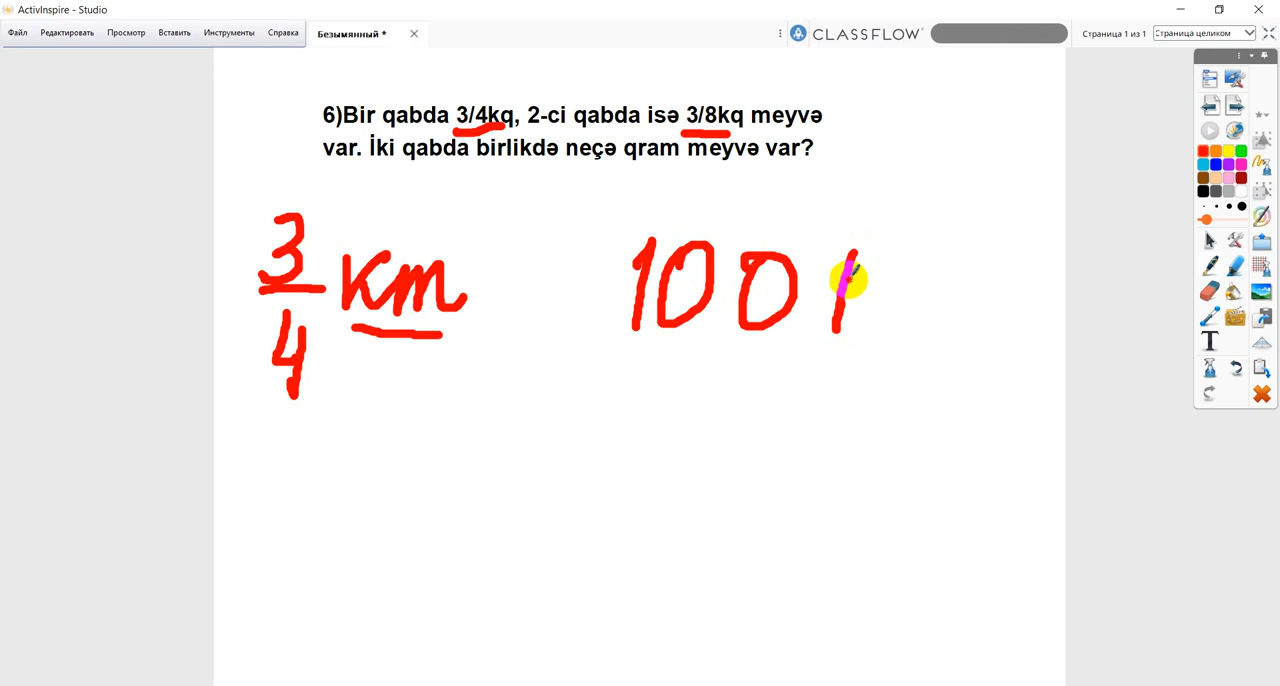 ActivInspire - Studio
Файл Редактировать Просмотр Вставить Инструменты Справка
Безымянный *
CLASSFLOW
Страница 1 из 1
Страница целиком
6)Bir qabda 3/4kq, 2-ci qabda isə 3/8kq meyvə
var. İki qabda birlikdə neçə qram meyvə var?
3
4
km
100
T